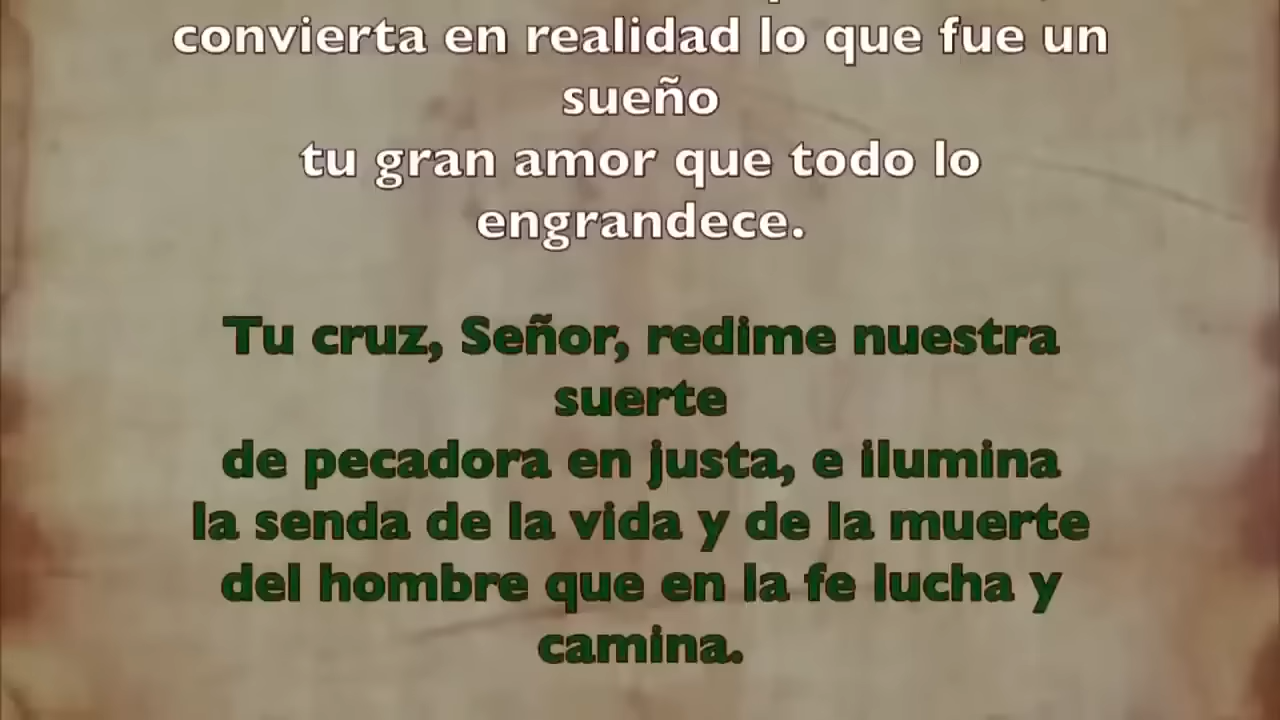 convierta en realidad lo que fue un
sueño
tu gran amor que todo lo
engrandece.
Tu cruz, Señor, redime nuestra
suerte
de pecadora en justa, e ilumina
la senda de la vida y de la muerte
del hombre que en la fe lucha y
camina.